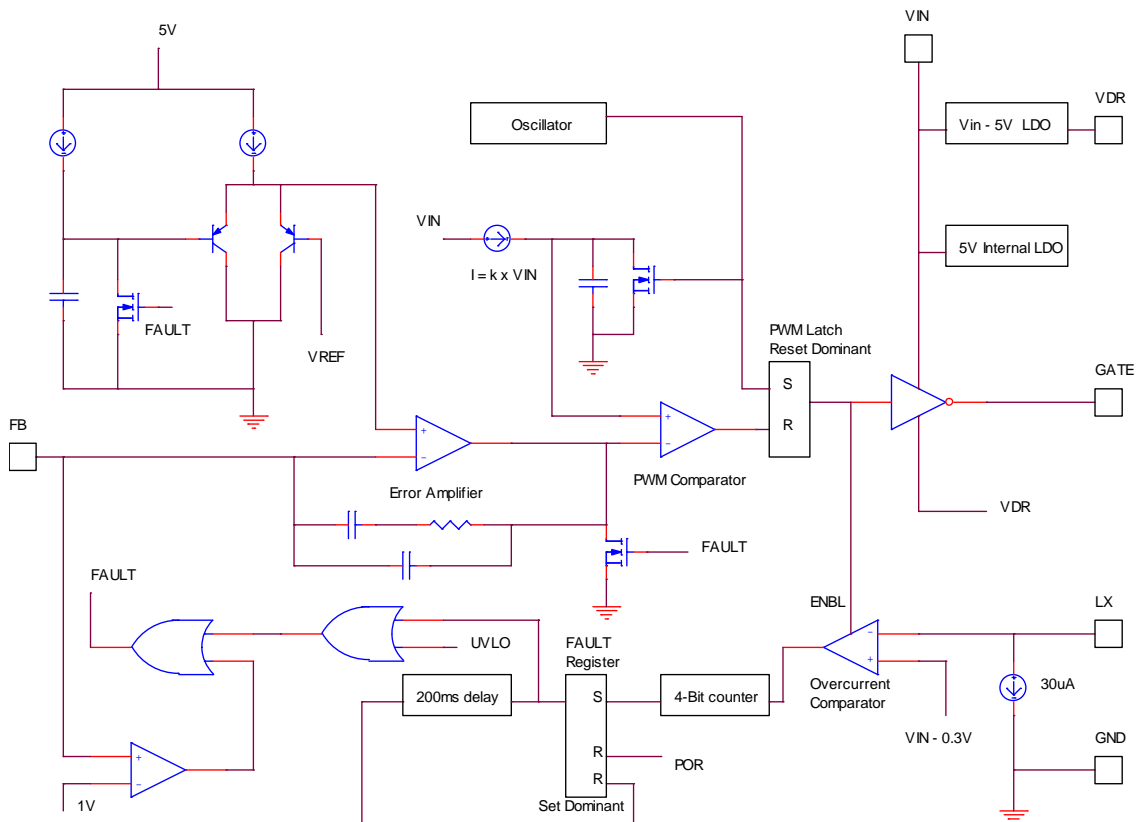 5V
VIN
VDR
Oscillator
Vin - 5V LDO
VIN
I = k x VIN
5V Internal LDO
FAULT
VREF
PWM Latch
Reset Dominant
GATE
S
R
+
-
+
-
FB
PWM Comparator
Error Amplifier
VDR
FAULT
FAULT
ENBL
LX
-
+
UVLO
FAULT
Register
Overcurrent
Comparator
30uA
200ms delay
S
4-Bit counter
VIN - 0.3V
GND
+
-
R
POR
R
1V
Set Dominant